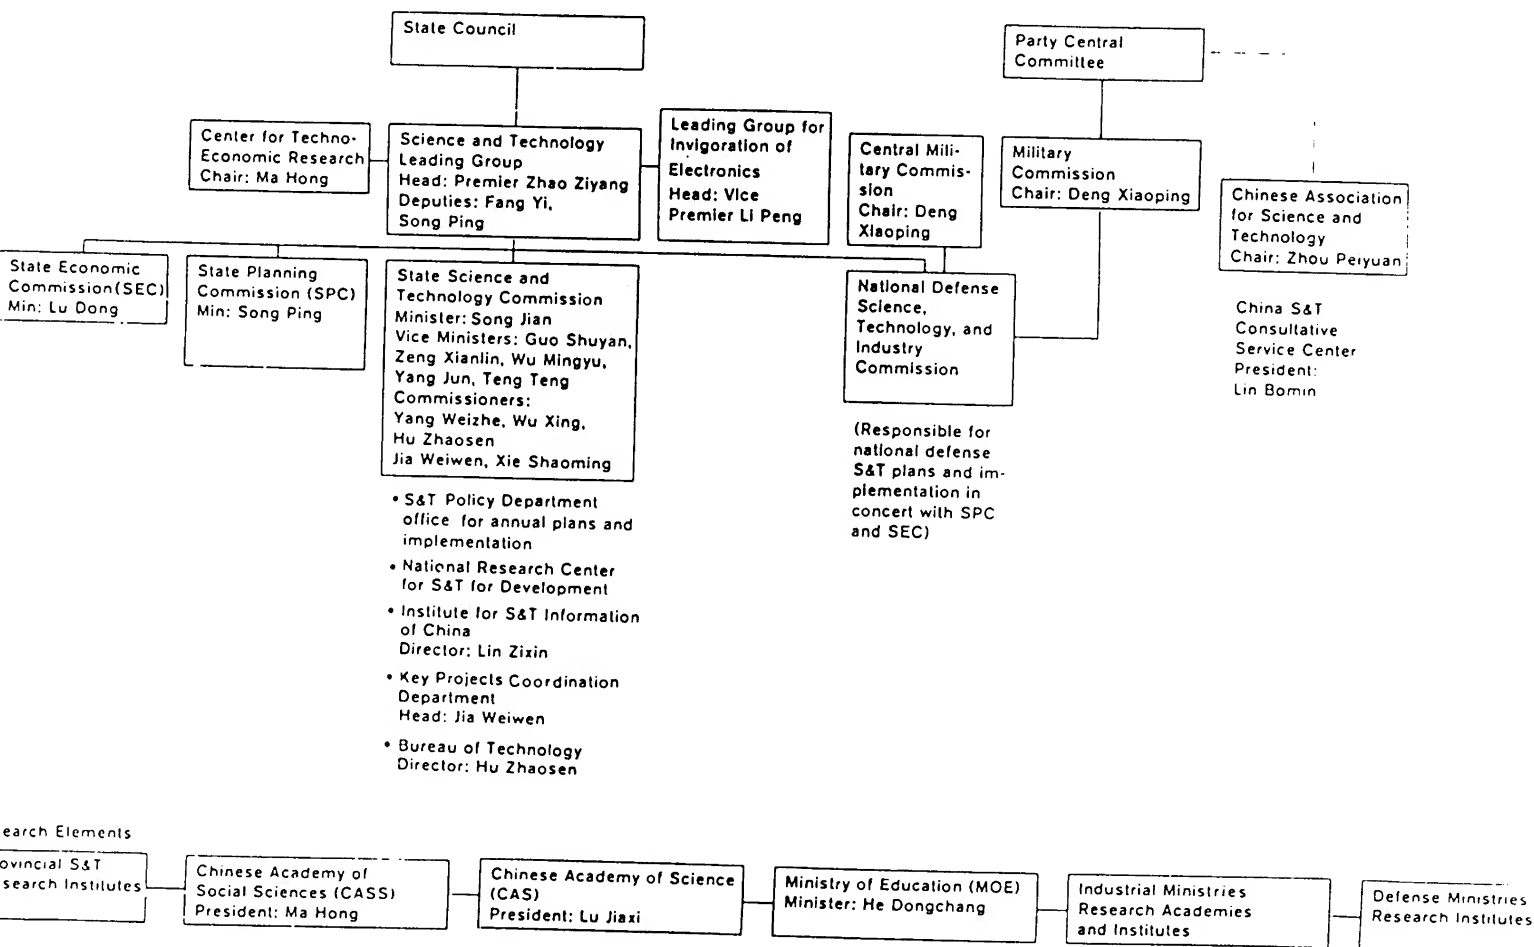 State Council
Party Central
Committee
Center for Techno-
Economic Research
Chair: Ma Hong
Science and Technology
Leading Group
Head: Premier Zhao Ziyang
Deputies: Fang Yi,
Song Ping
Leading Group for
Invigoration of
Electronics
Head: Vice
Premier Li Peng
Central Mili-
tary Commis-
sion
Chair: Deng
Xiaoping
Military
Commission
Chair: Deng Xiaoping
Chinese Association
for Science and
Technology
Chair: Zhou Peiyuan
China S&T
Consultative
Service Center
President:
Lin Bomin
State Economic
Commission(SEC)
Min: Lu Dong
State Planning
Commission (SPC)
Min: Song Ping
State Science and
Technology Commission
Minister: Song Jian
Vice Ministers: Guo Shuyan,
Zeng Xianlin, Wu Mingyu,
Yang Jun, Teng Teng
Commissioners:
Yang Weizhe, Wu Xing,
Hu Zhaosen
Jia Weiwen, Xie Shaoming
National Defense
Science,
Technology, and
Industry
Commission
(Responsible for
national defense
S&T plans and im-
plementation in
concert with SPC
and SEC)
• S&T Policy Department
office for annual plans and
implementation
• National Research Center
for S&T for Development
• Institute for S&T Information
of China
Director: Lin Zixin
• Key Projects Coordination
Department
Head: Jia Weiwen
• Bureau of Technology
Director: Hu Zhaosen
earch Elements
ovincial S&T
search Institutes
Chinese Academy of
Social Sciences (CASS)
President: Ma Hong
Chinese Academy of Science
(CAS)
President: Lu Jiaxi
Ministry of Education (MOE)
Minister: He Dongchang
Industrial Ministries
Research Academies
and Institutes
Defense Ministries
Research Institutes